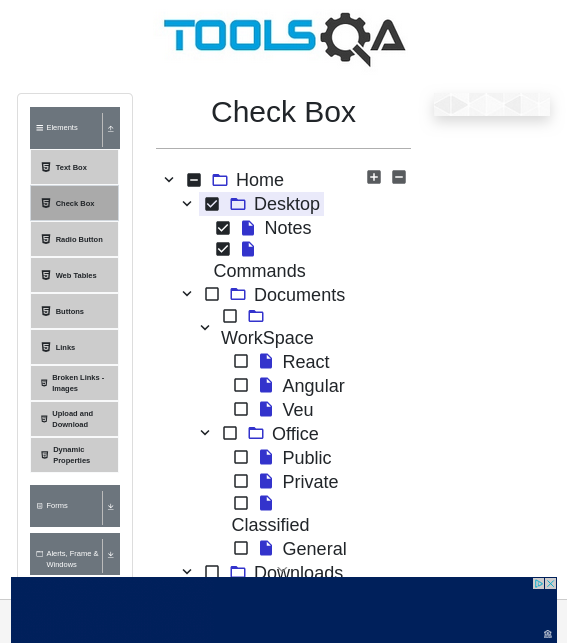 TOOLSQA
Check Box
Elements
Text Box
Check Box
Radio Button
Web Tables
Buttons
Links
Broken Links -
Images
Upload and
Download
Dynamic
Properties
Forms
Alerts, Frame &
Windows
Home
Desktop
Notes
Commands
Documents
WorkSpace
React
Angular
Veu
Office
Public
Private
Classified
General
Downloads